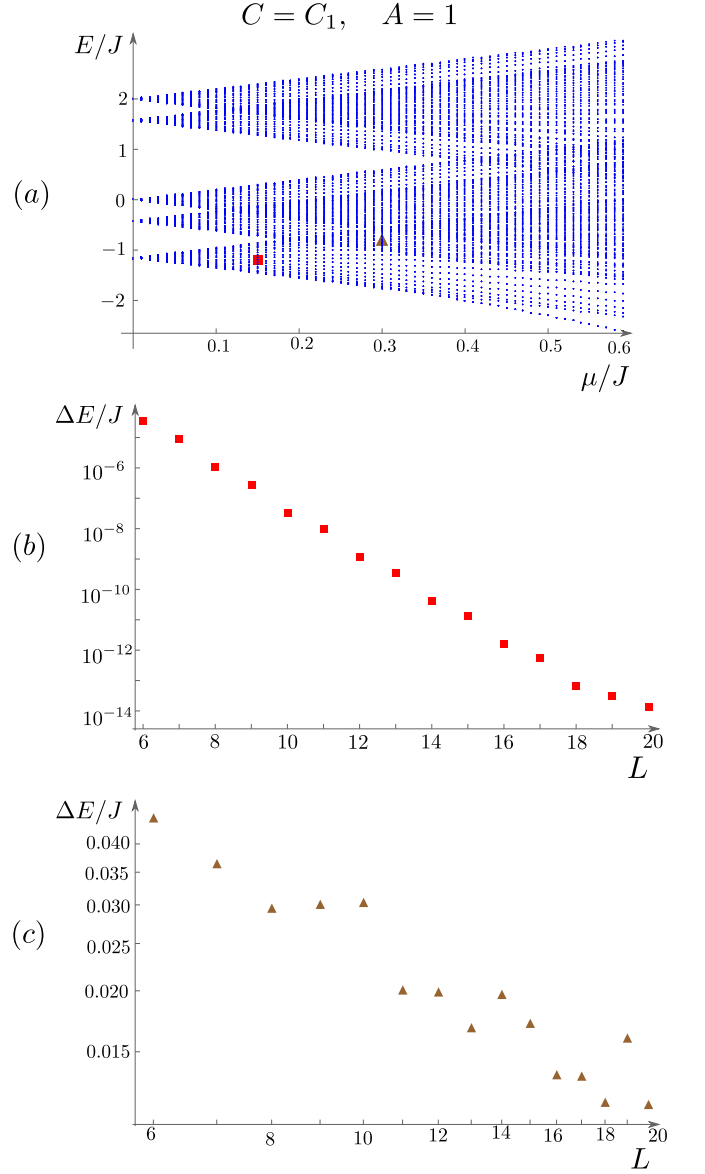 C = C₁, A = 1
E/J
2
1
(a)
0
−1
−2
0.1 0.2 0.3 0.4 0.5 0.6
μ/J
ΔE/J
10⁻⁶
10⁻⁸
(b)
10⁻¹⁰
10⁻¹²
10⁻¹⁴
6 8 10 12 14 16 18 20
L
ΔE/J
0.040
0.035
0.030
(c)
0.025
0.020
0.015
6 8 10 12 14 16 18 20
L